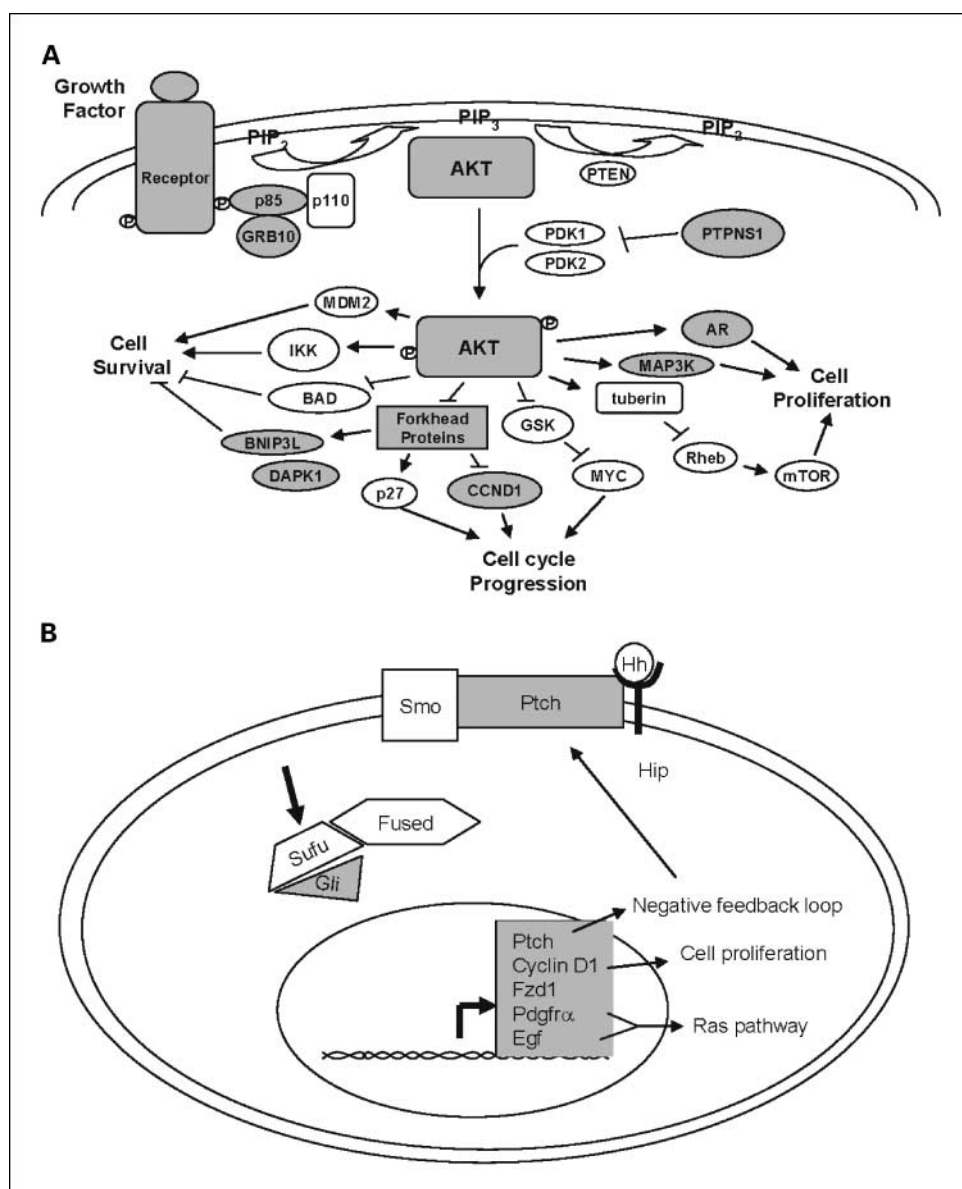 A
Growth
Factor
PIP2
PIP3
PIP2
Receptor
AKT
PTEN
P
P
p85
p110
GRB10
PDK1
PDK2
PTPNS1
MDM2
P
AR
Cell
Survival
IKK
P
AKT
MAP3K
Cell
Proliferation
BAD
tuberin
BNIP3L
Forkhead
Proteins
GSK
Rheb
DAPK1
p27
CCND1
MYC
mTOR
Cell cycle
Progression
B
Smo
Ptch
Hh
Hip
Fused
Sufu
Gli
Negative feedback loop
Ptch
Cyclin D1
Cell proliferation
Fzd1
Pdgfrα
Ras pathway
Egf